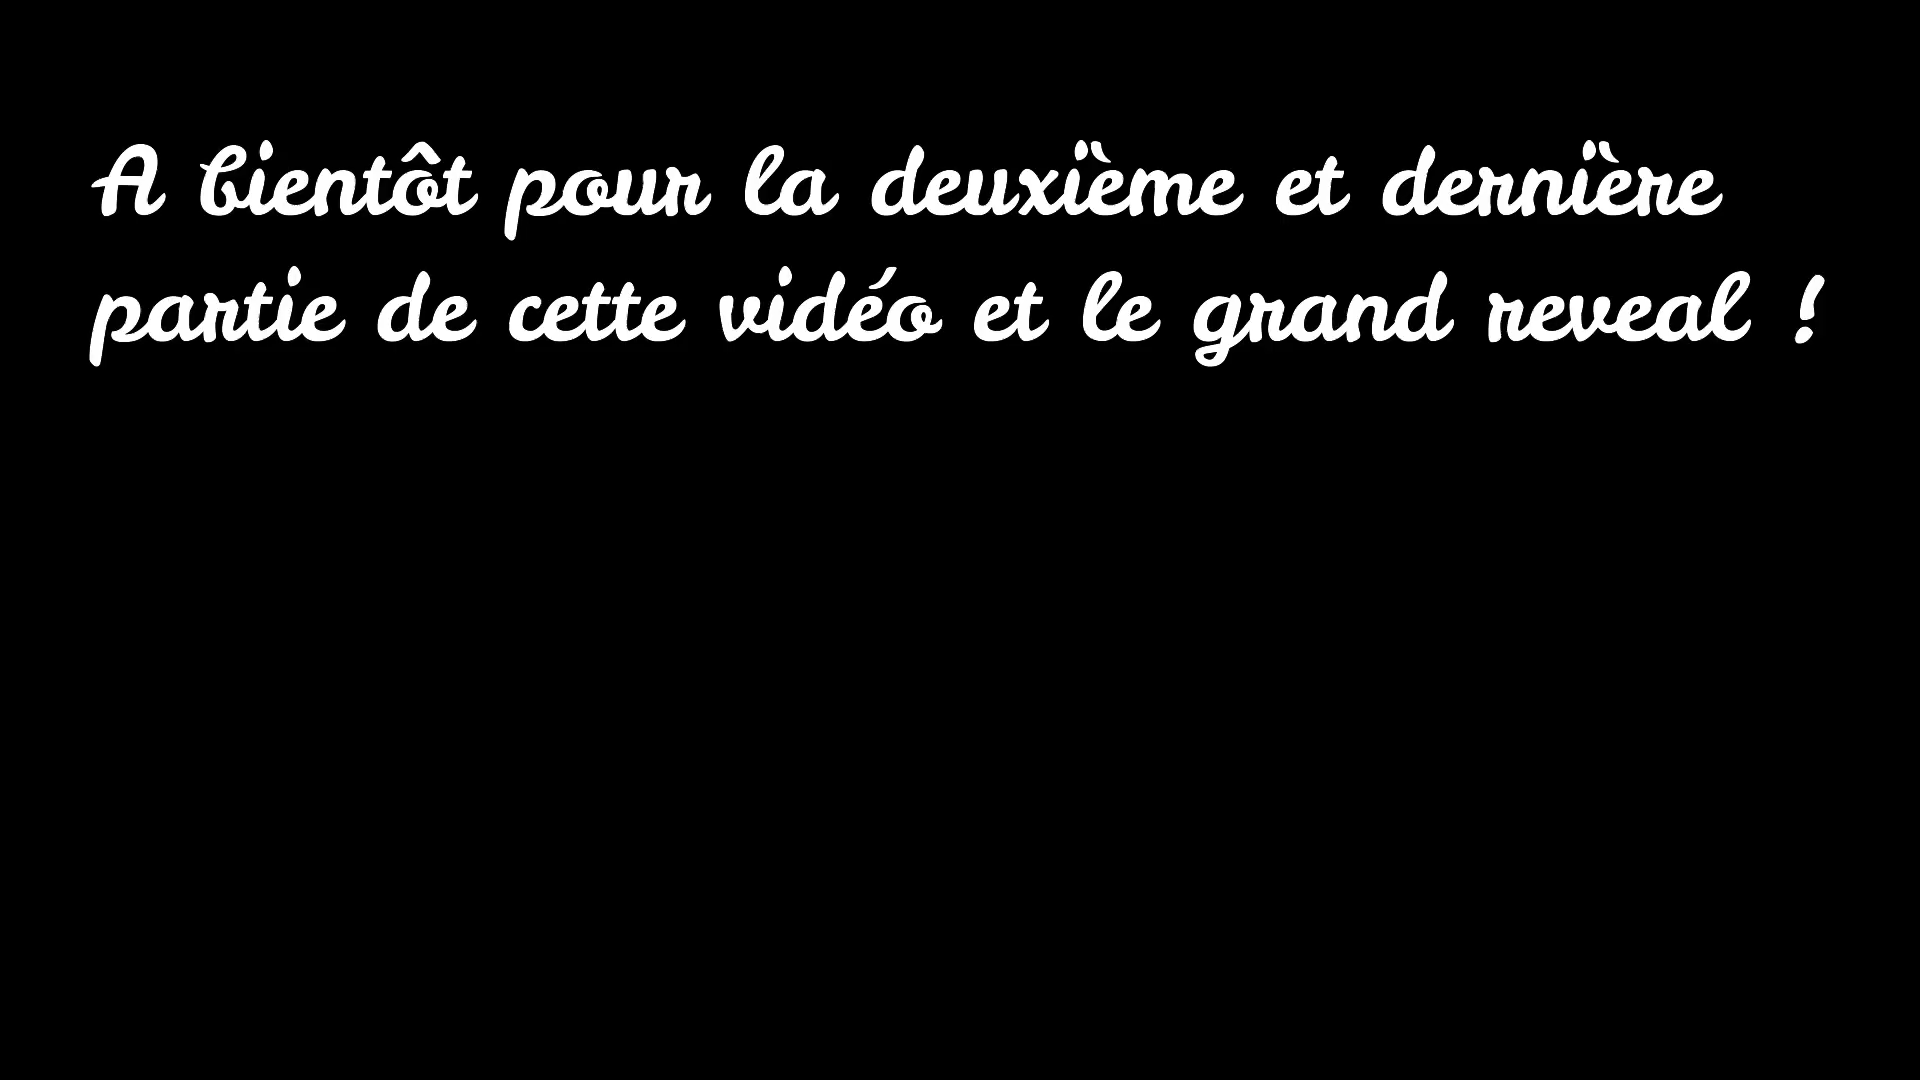 A bientôt pour la deuxième et dernière
partie de cette vidéo et le grand reveal !